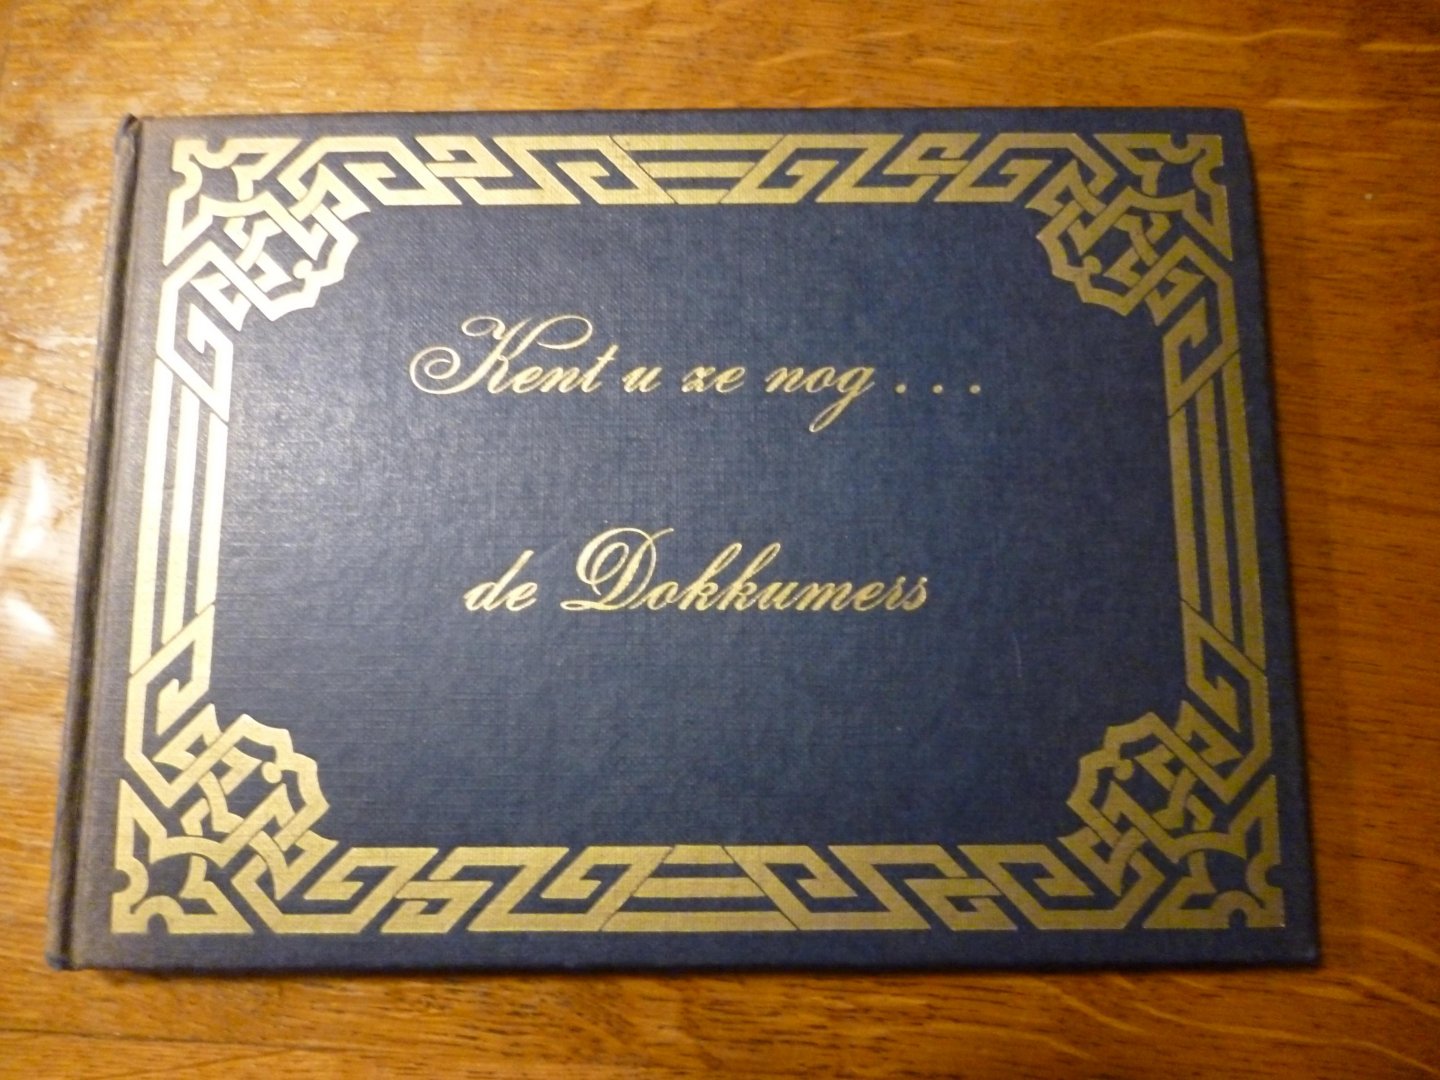 Kent u ze nog . . .
de Dokkumers